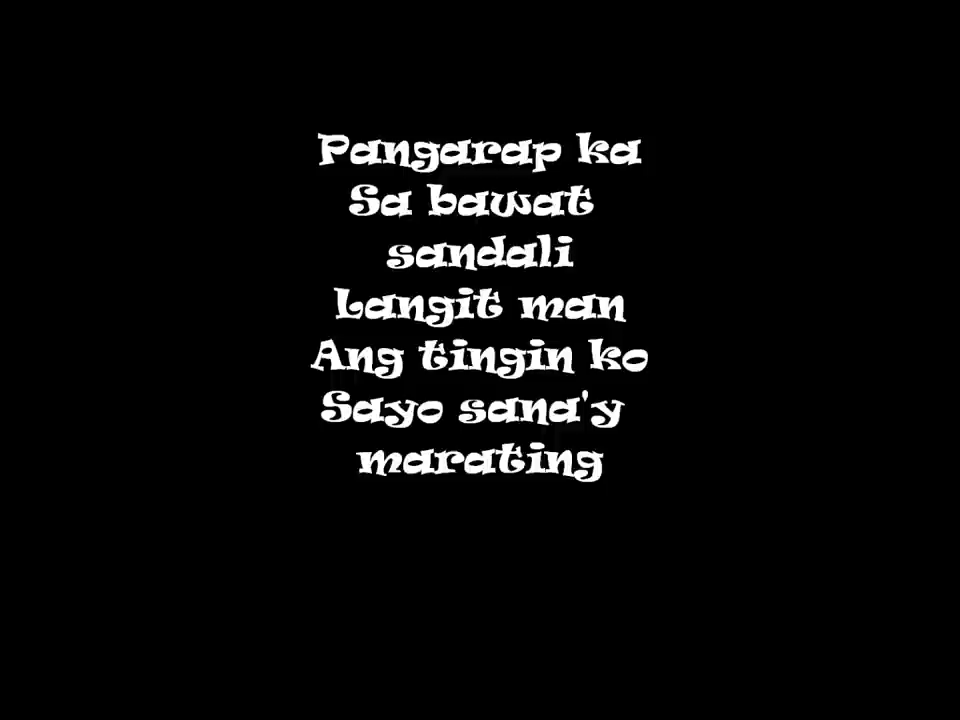 Pangarap ka
Sa bawat
sandali
Langit man
Ang tingin ko
Sayo sana'y
marating